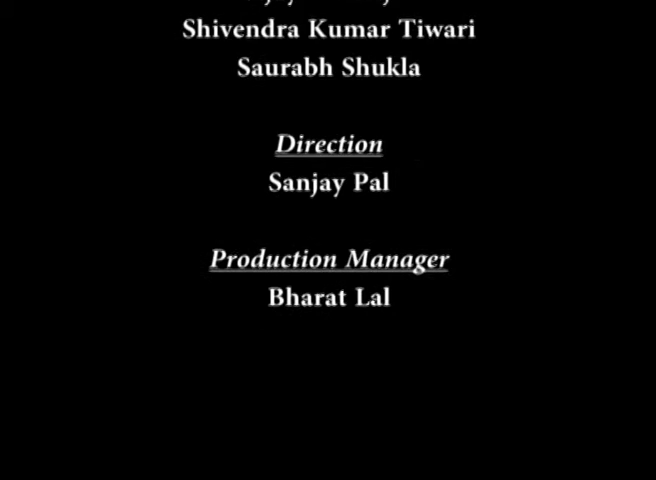 Shivendra Kumar Tiwari
Saurabh Shukla
Direction
Sanjay Pal
Production Manager
Bharat Lal